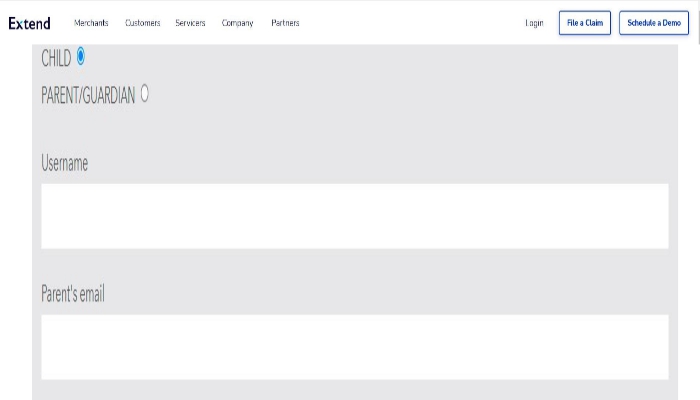 Extend Merchants Customers Servicers Company Partners Login File a Claim Schedule a Demo
CHILD
PARENT/GUARDIAN
Username
Parent's email